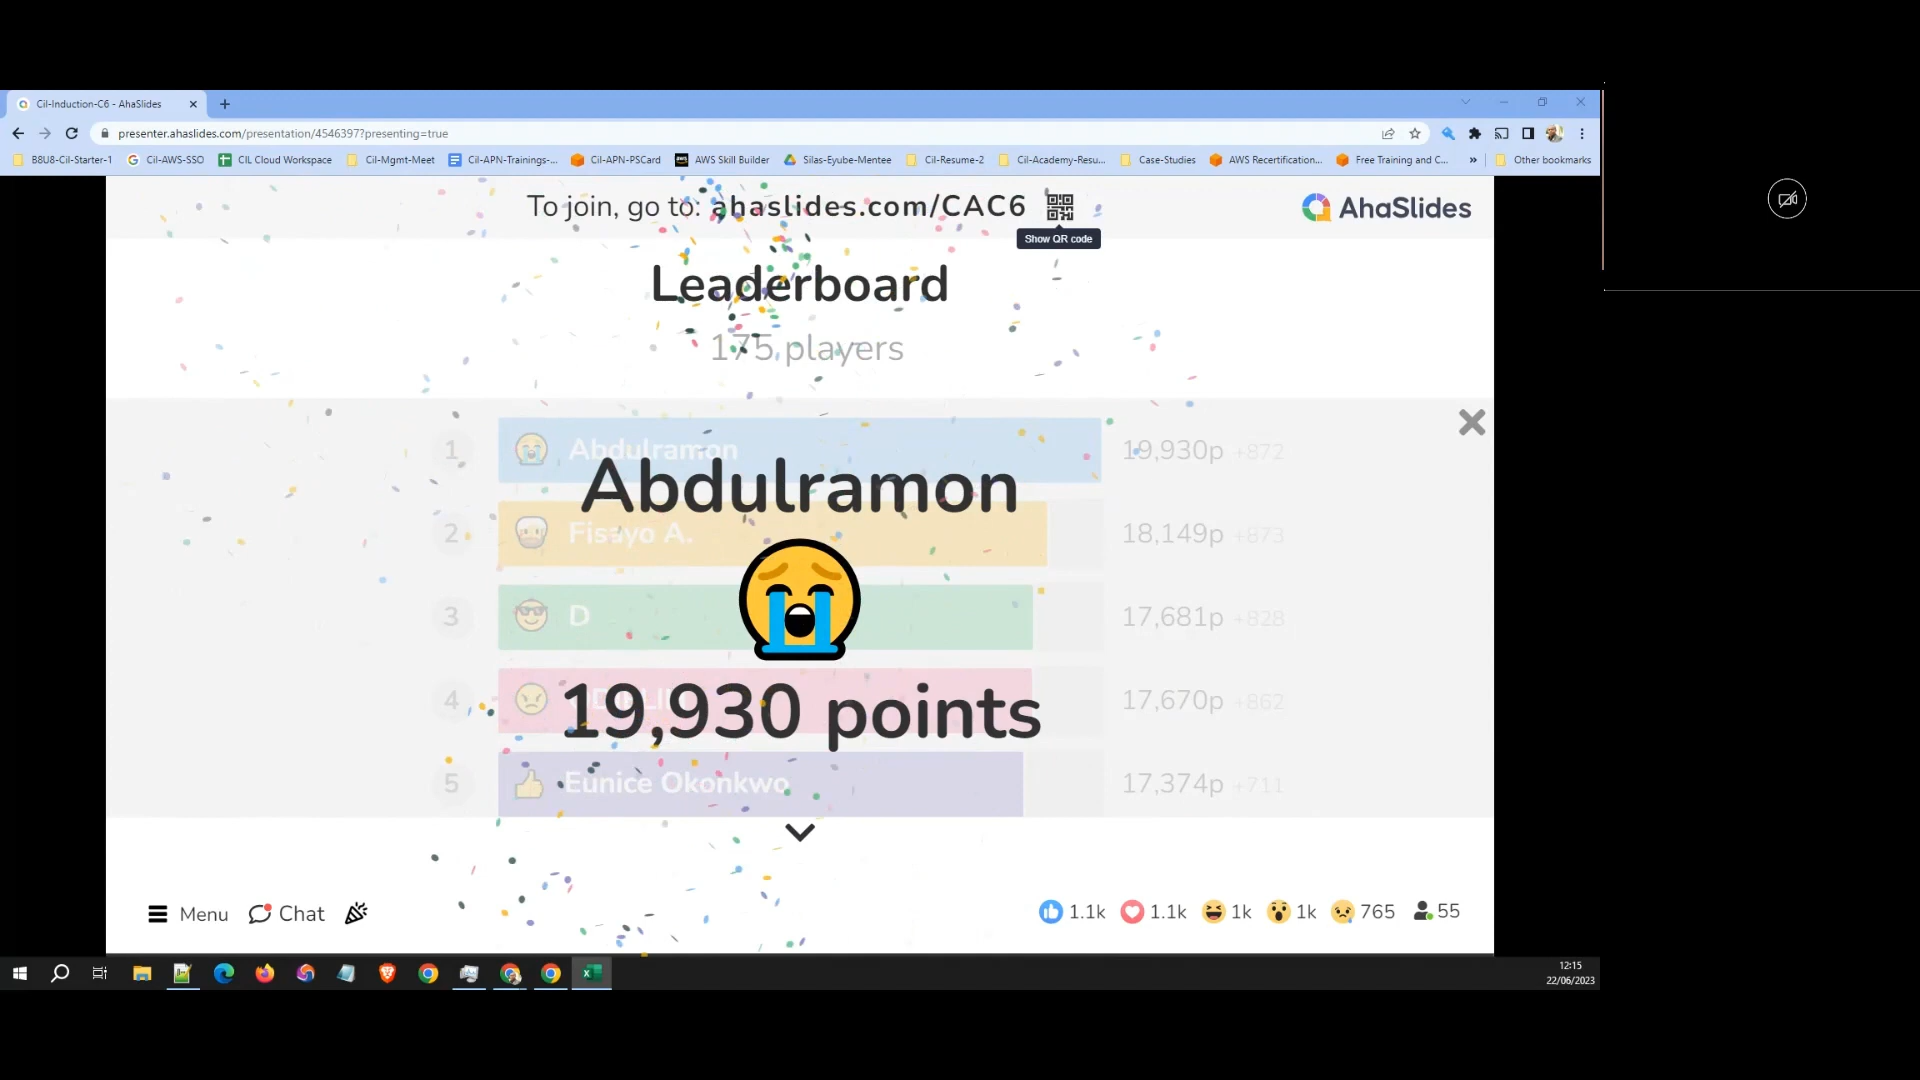 Cil-Induction-C6 - AhaSlides
presenter.ahaslides.com/presentation/4546397?presenting=true
B8U8-Cil-Starter-1 Cil-AWS-SSO CIL Cloud Workspace Cil-Mgmt-Meet Cil-APN-Trainings-... Cil-APN-PSCard AWS Skill Builder Silas-Eyube-Mentee Cil-Resume-2 Cil-Academy-Resu... Case-Studies AWS Recertification... Free Training and C... » Other bookmarks
To join, go to: ahaslides.com/CAC6
AhaSlides
Show QR code
Leaderboard
175 players
1 Abdulramon 19,930p +872
Abdulramon
2 Fisayo A. 18,149p +873
3 D 17,681p +828
4 17,670p +862
19,930 points
5 Eunice Okonkwo 17,374p +711
Menu Chat 1.1k 1.1k 1k 1k 765 55
12:15
22/06/2023